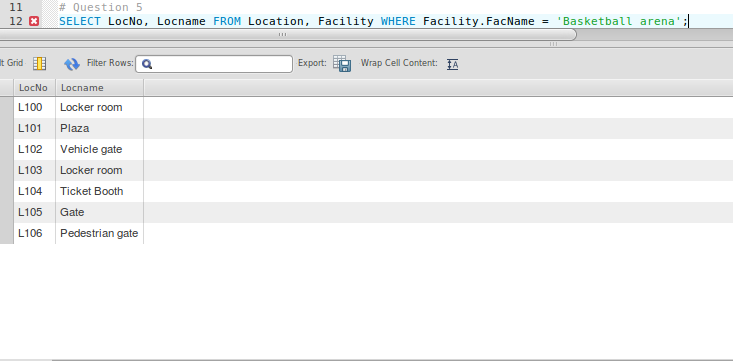 11 # Question 5
12 SELECT LocNo, Locname FROM Location, Facility WHERE Facility.FacName = 'Basketball arena';
lt Grid Filter Rows: Export: Wrap Cell Content: A
LocNo Locname
L100 Locker room
L101 Plaza
L102 Vehicle gate
L103 Locker room
L104 Ticket Booth
L105 Gate
L106 Pedestrian gate